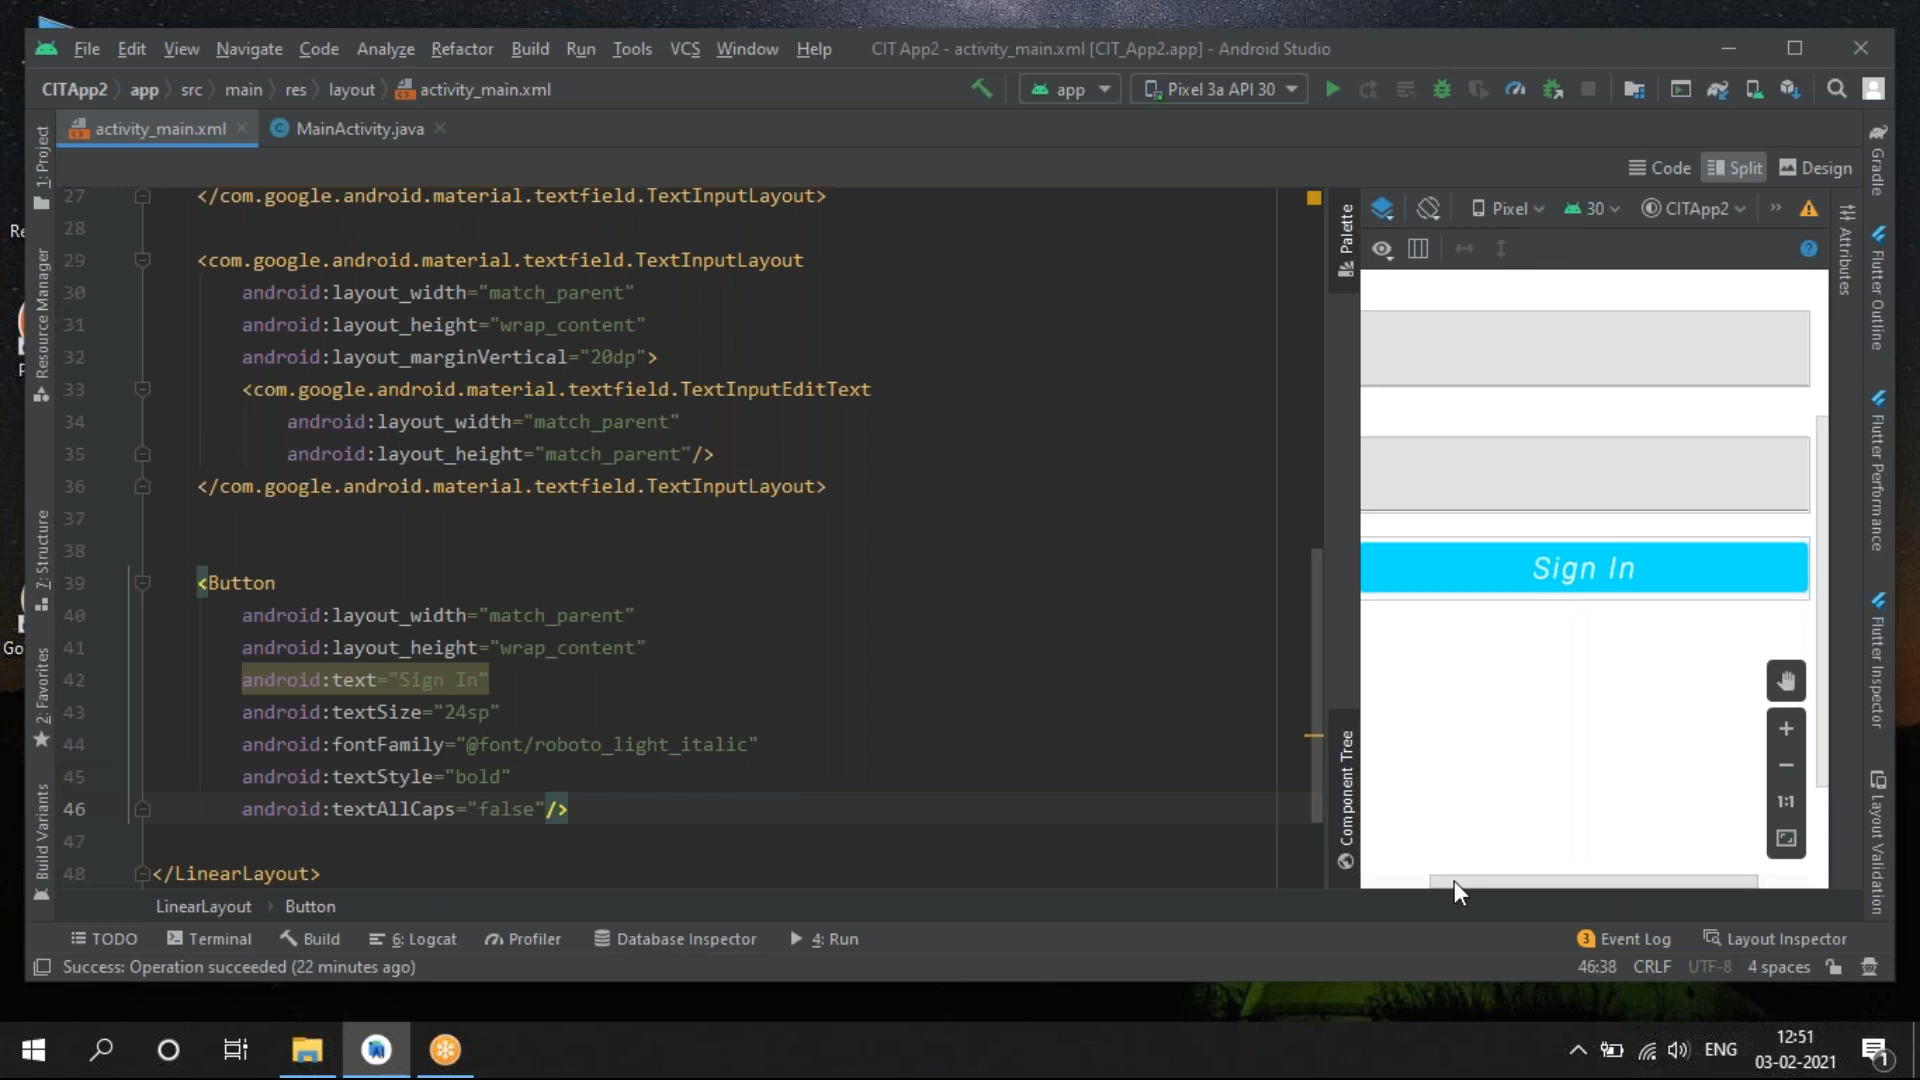 File Edit View Navigate Code Analyze Refactor Build Run Tools VCS Window Help CIT App2 - activity_main.xml [CIT_App2.app] - Android Studio
CITApp2 app src main res layout activity_main.xml app Pixel 3a API 30
activity_main.xml MainActivity.java
Code Split Design
27 </com.google.android.material.textfield.TextInputLayout>
28
29 <com.google.android.material.textfield.TextInputLayout
30 android:layout_width="match_parent"
31 android:layout_height="wrap_content"
32 android:layout_marginVertical="20dp">
33 <com.google.android.material.textfield.TextInputEditText
34 android:layout_width="match_parent"
35 android:layout_height="match_parent"/>
36 </com.google.android.material.textfield.TextInputLayout>
37
38
39 <Button
40 android:layout_width="match_parent"
41 android:layout_height="wrap_content"
42 android:text="Sign In"
43 android:textSize="24sp"
44 android:fontFamily="@font/roboto_light_italic"
45 android:textStyle="bold"
46 android:textAllCaps="false"/>
47
48 </LinearLayout>
LinearLayout Button
1: Project
Resource Manager
7: Structure
2: Favorites
Build Variants
Palette
Component Tree
Pixel 30 CITApp2 »
Sign In
1:1
Attributes
Gradle
Flutter Outline
Flutter Performance
Flutter Inspector
Layout Validation
TODO Terminal Build 6: Logcat Profiler Database Inspector 4: Run 3 Event Log Layout Inspector
Success: Operation succeeded (22 minutes ago) 46:38 CRLF UTF-8 4 spaces
Re
P
Go
ENG 12:51
03-02-2021
1